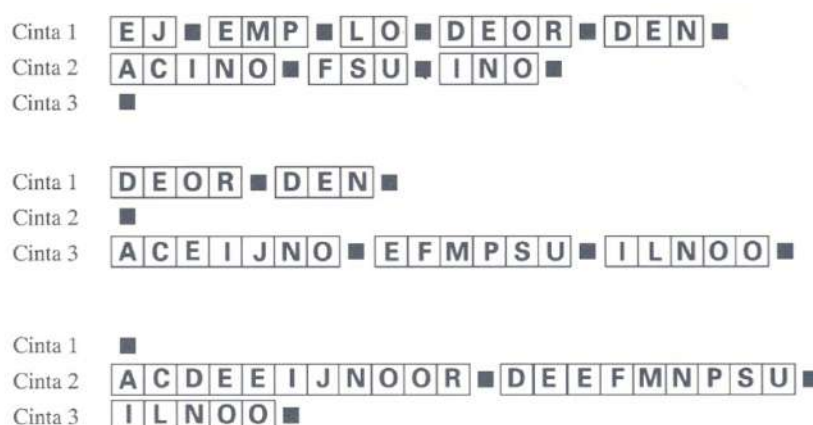 Cinta 1 E J ■ E M P ■ L O ■ D E O R ■ D E N ■
Cinta 2 A C I N O ■ F S U ■ I N O ■
Cinta 3 ■
Cinta 1 D E O R ■ D E N ■
Cinta 2 ■
Cinta 3 A C E I J N O ■ E F M P S U ■ I L N O O ■
Cinta 1 ■
Cinta 2 A C D E E I J N O O R ■ D E E F M N P S U ■
Cinta 3 I L N O O ■